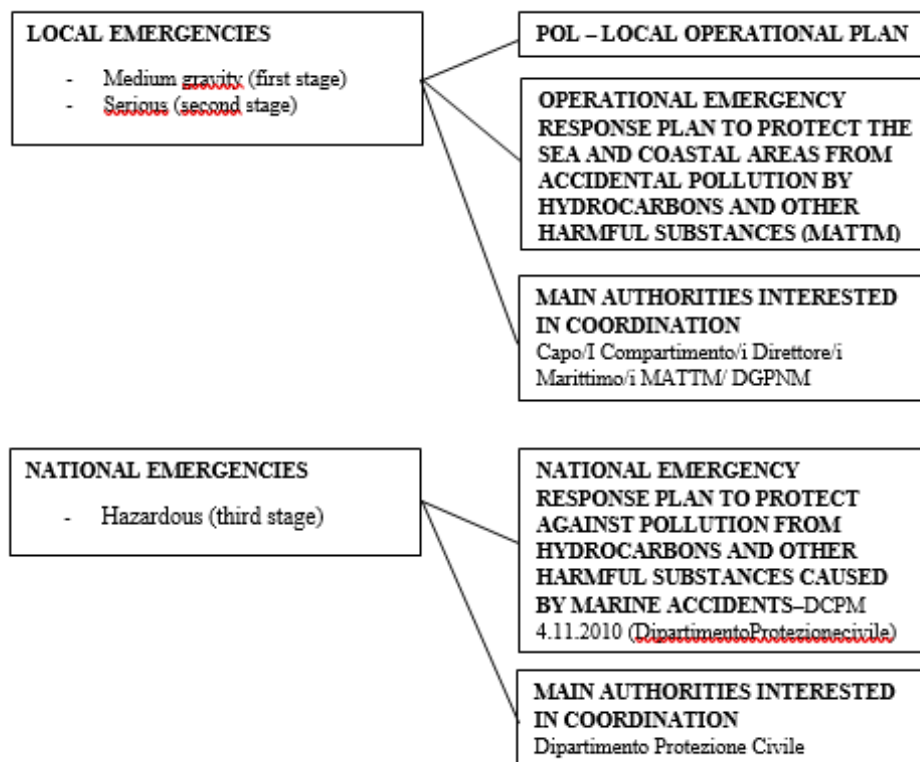 LOCAL EMERGENCIES
- Medium gravity (first stage)
- Serious (second stage)
POL – LOCAL OPERATIONAL PLAN
OPERATIONAL EMERGENCY
RESPONSE PLAN TO PROTECT THE
SEA AND COASTAL AREAS FROM
ACCIDENTAL POLLUTION BY
HYDROCARBONS AND OTHER
HARMFUL SUBSTANCES (MATTM)
MAIN AUTHORITIES INTERESTED
IN COORDINATION
Capo/I Compartimento/i Direttore/i
Marittimo/i MATTM/ DGPNM
NATIONAL EMERGENCIES
- Hazardous (third stage)
NATIONAL EMERGENCY
RESPONSE PLAN TO PROTECT
AGAINST POLLUTION FROM
HYDROCARBONS AND OTHER
HARMFUL SUBSTANCES CAUSED
BY MARINE ACCIDENTS–DCPM
4.11.2010 (DipartimentoProtezionecivile)
MAIN AUTHORITIES INTERESTED
IN COORDINATION
Dipartimento Protezione Civile